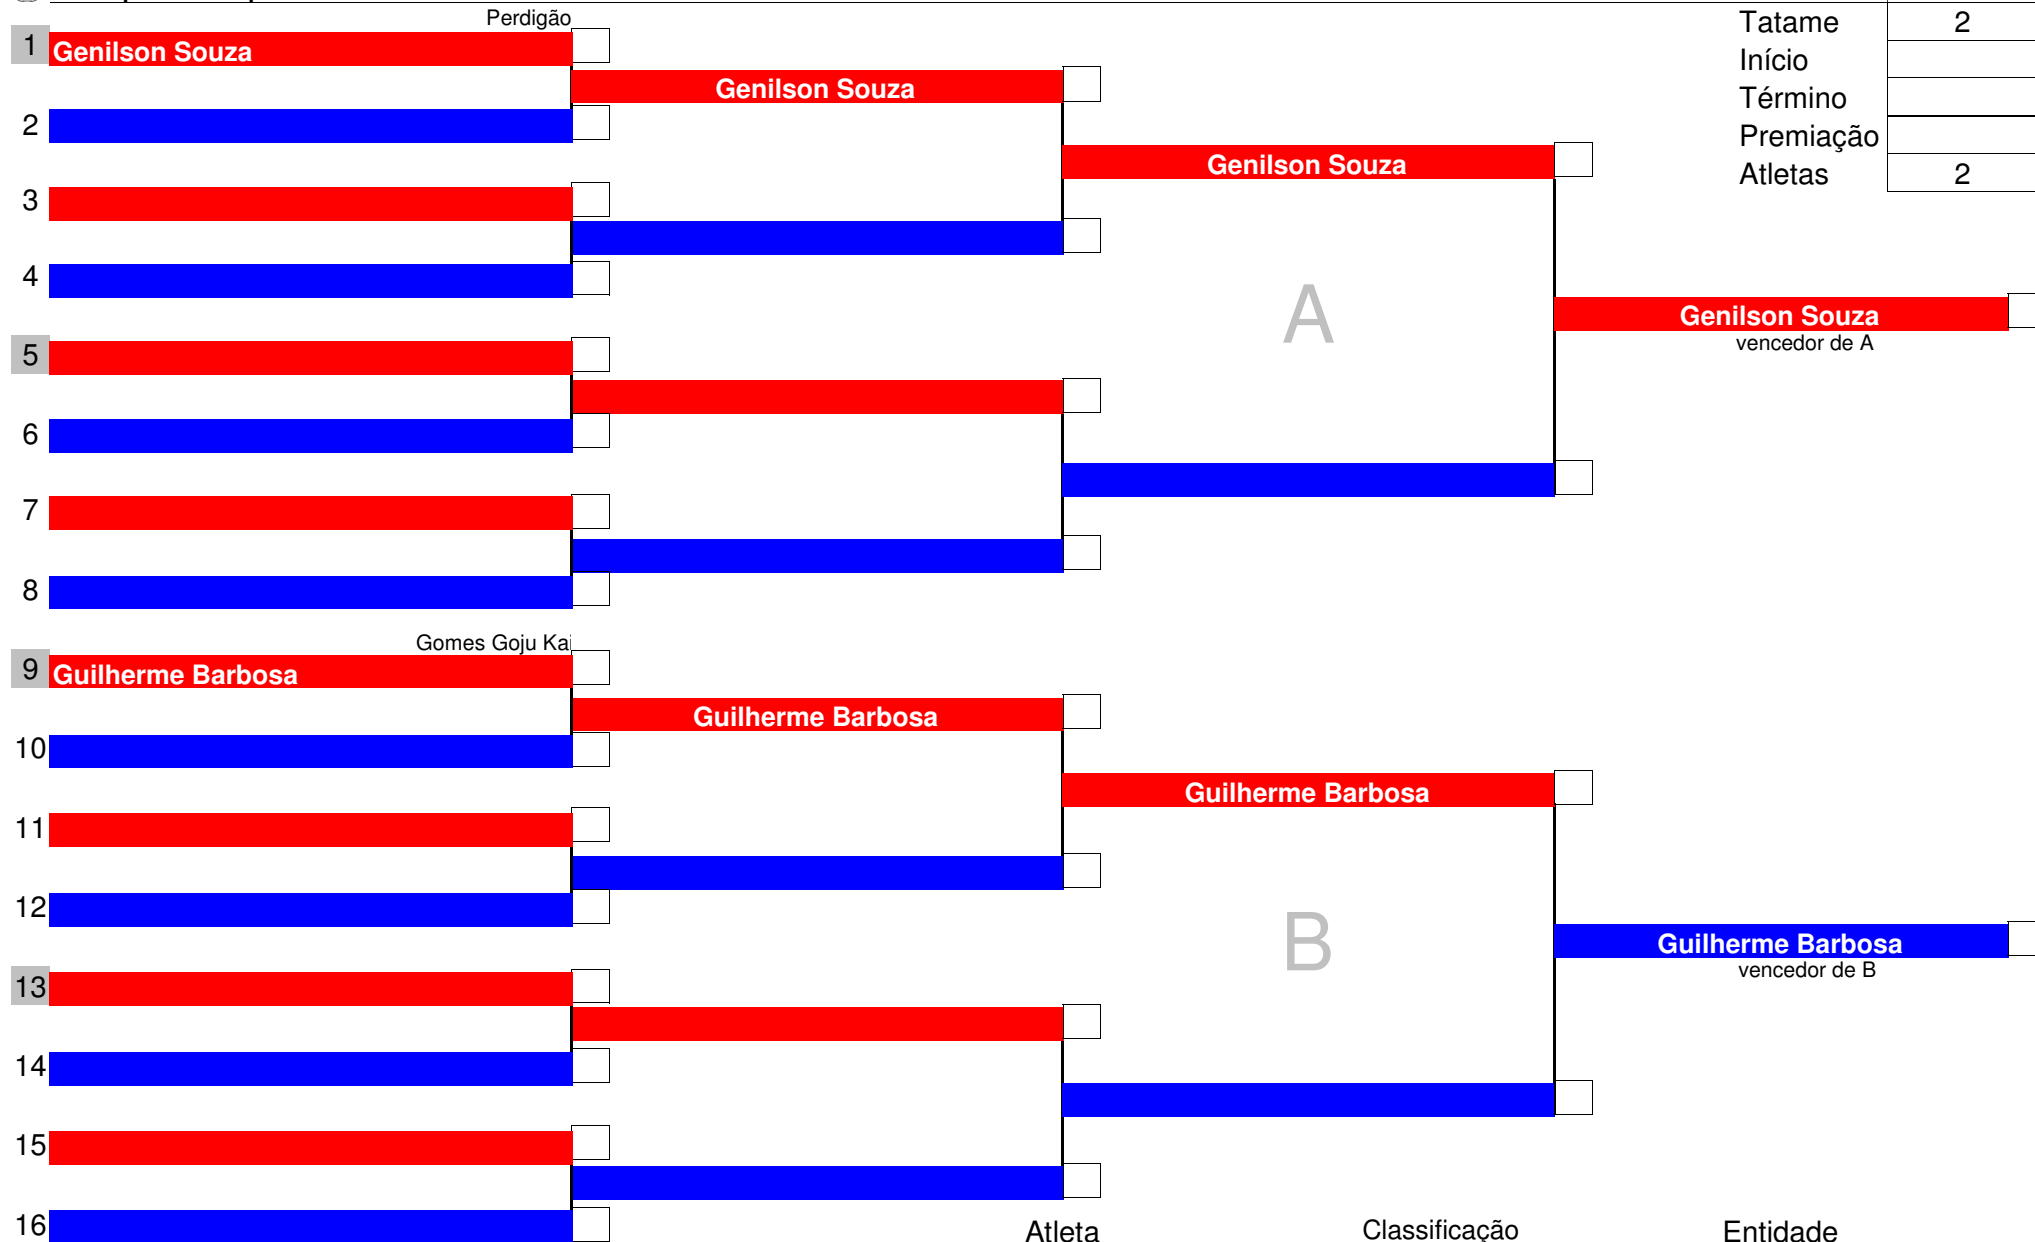 Perdigão
Tatame 2
1 Genilson Souza
Genilson Souza
Início
Término
2
Premiação
Genilson Souza
Atletas 2
3
4
A
Genilson Souza
vencedor de A
5
6
7
8
Gomes Goju Kai
9 Guilherme Barbosa
Guilherme Barbosa
10
Guilherme Barbosa
11
12
B
Guilherme Barbosa
vencedor de B
13
14
15
16
Atleta Classificação Entidade